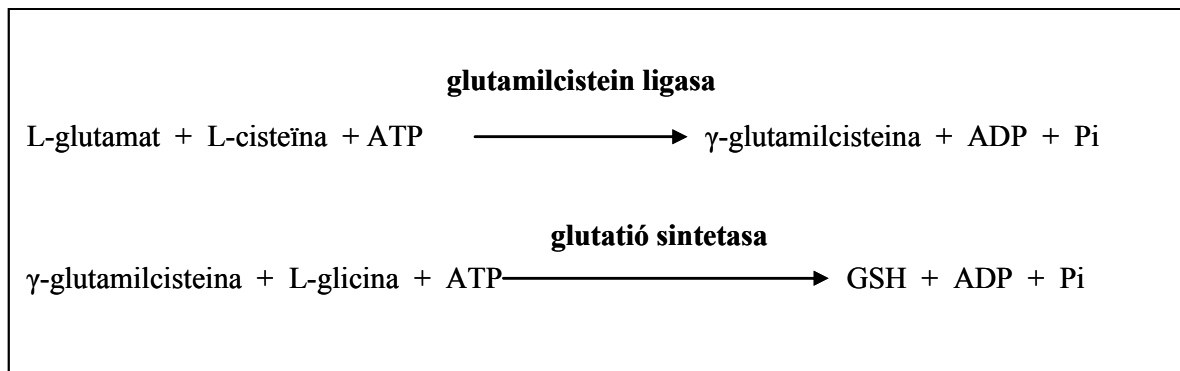 glutamilcistein ligasa
L-glutamat + L-cisteïna + ATP γ-glutamilcisteina + ADP + Pi
glutatió sintetasa
γ-glutamilcisteina + L-glicina + ATP GSH + ADP + Pi